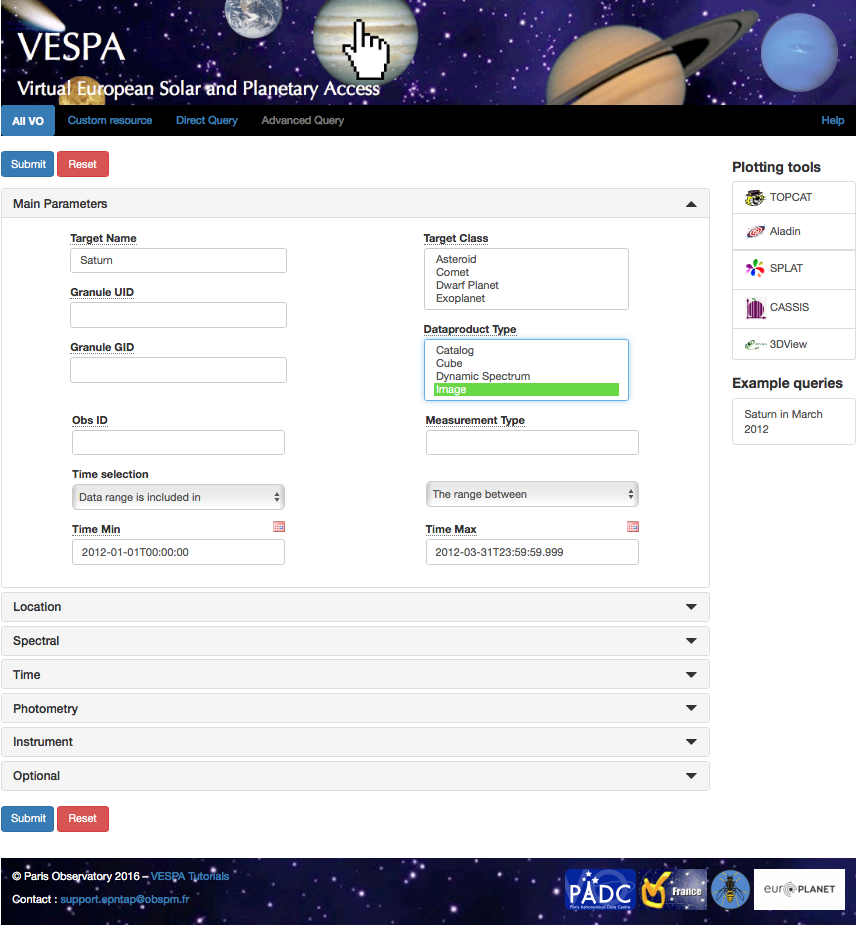 VESPA
Virtual European Solar and Planetary Access
All VO Custom resource Direct Query Advanced Query Help
Submit Reset
Main Parameters
Target Name
Saturn
Granule UID
Granule GID
Target Class
Asteroid
Comet
Dwarf Planet
Exoplanet
Dataproduct Type
Catalog
Cube
Dynamic Spectrum
Image
Obs ID
Measurement Type
Time selection
Data range is included in
The range between
Time Min
Time Max
2012-01-01T00:00:00
2012-03-31T23:59:59.999
Location
Spectral
Time
Photometry
Instrument
Optional
Submit Reset
Plotting tools
TOPCAT
Aladin
SPLAT
CASSIS
3DView
Example queries
Saturn in March
2012
© Paris Observatory 2016 – VESPA Tutorials
Contact : support.epntap@obspm.fr
PADC
Paris Astronomical Data Centre
France
EUROPLANET